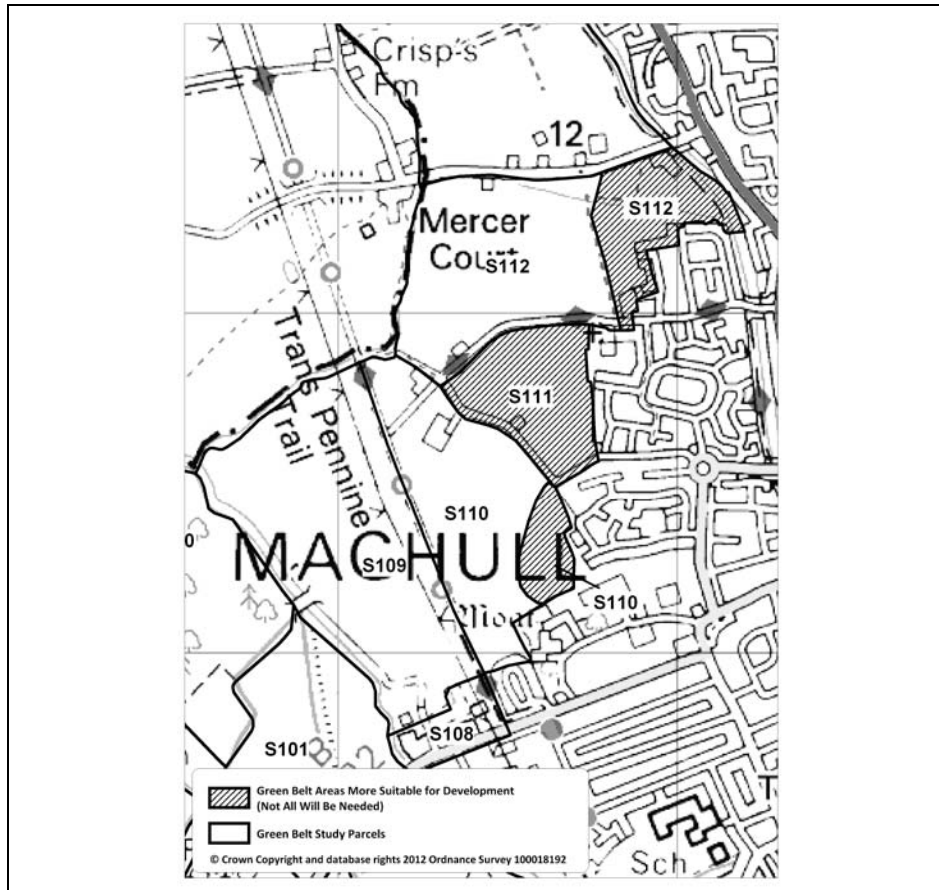 Crisp's
Fm
12
S112
Mercer
Court
S112
Trans Pennine
Trail
S111
S110
MACHULL
S109
Moat
S110
S108
S101
Sch
Green Belt Areas More Suitable for Development
(Not All Will Be Needed)
Green Belt Study Parcels
© Crown Copyright and database rights 2012 Ordnance Survey 100018192